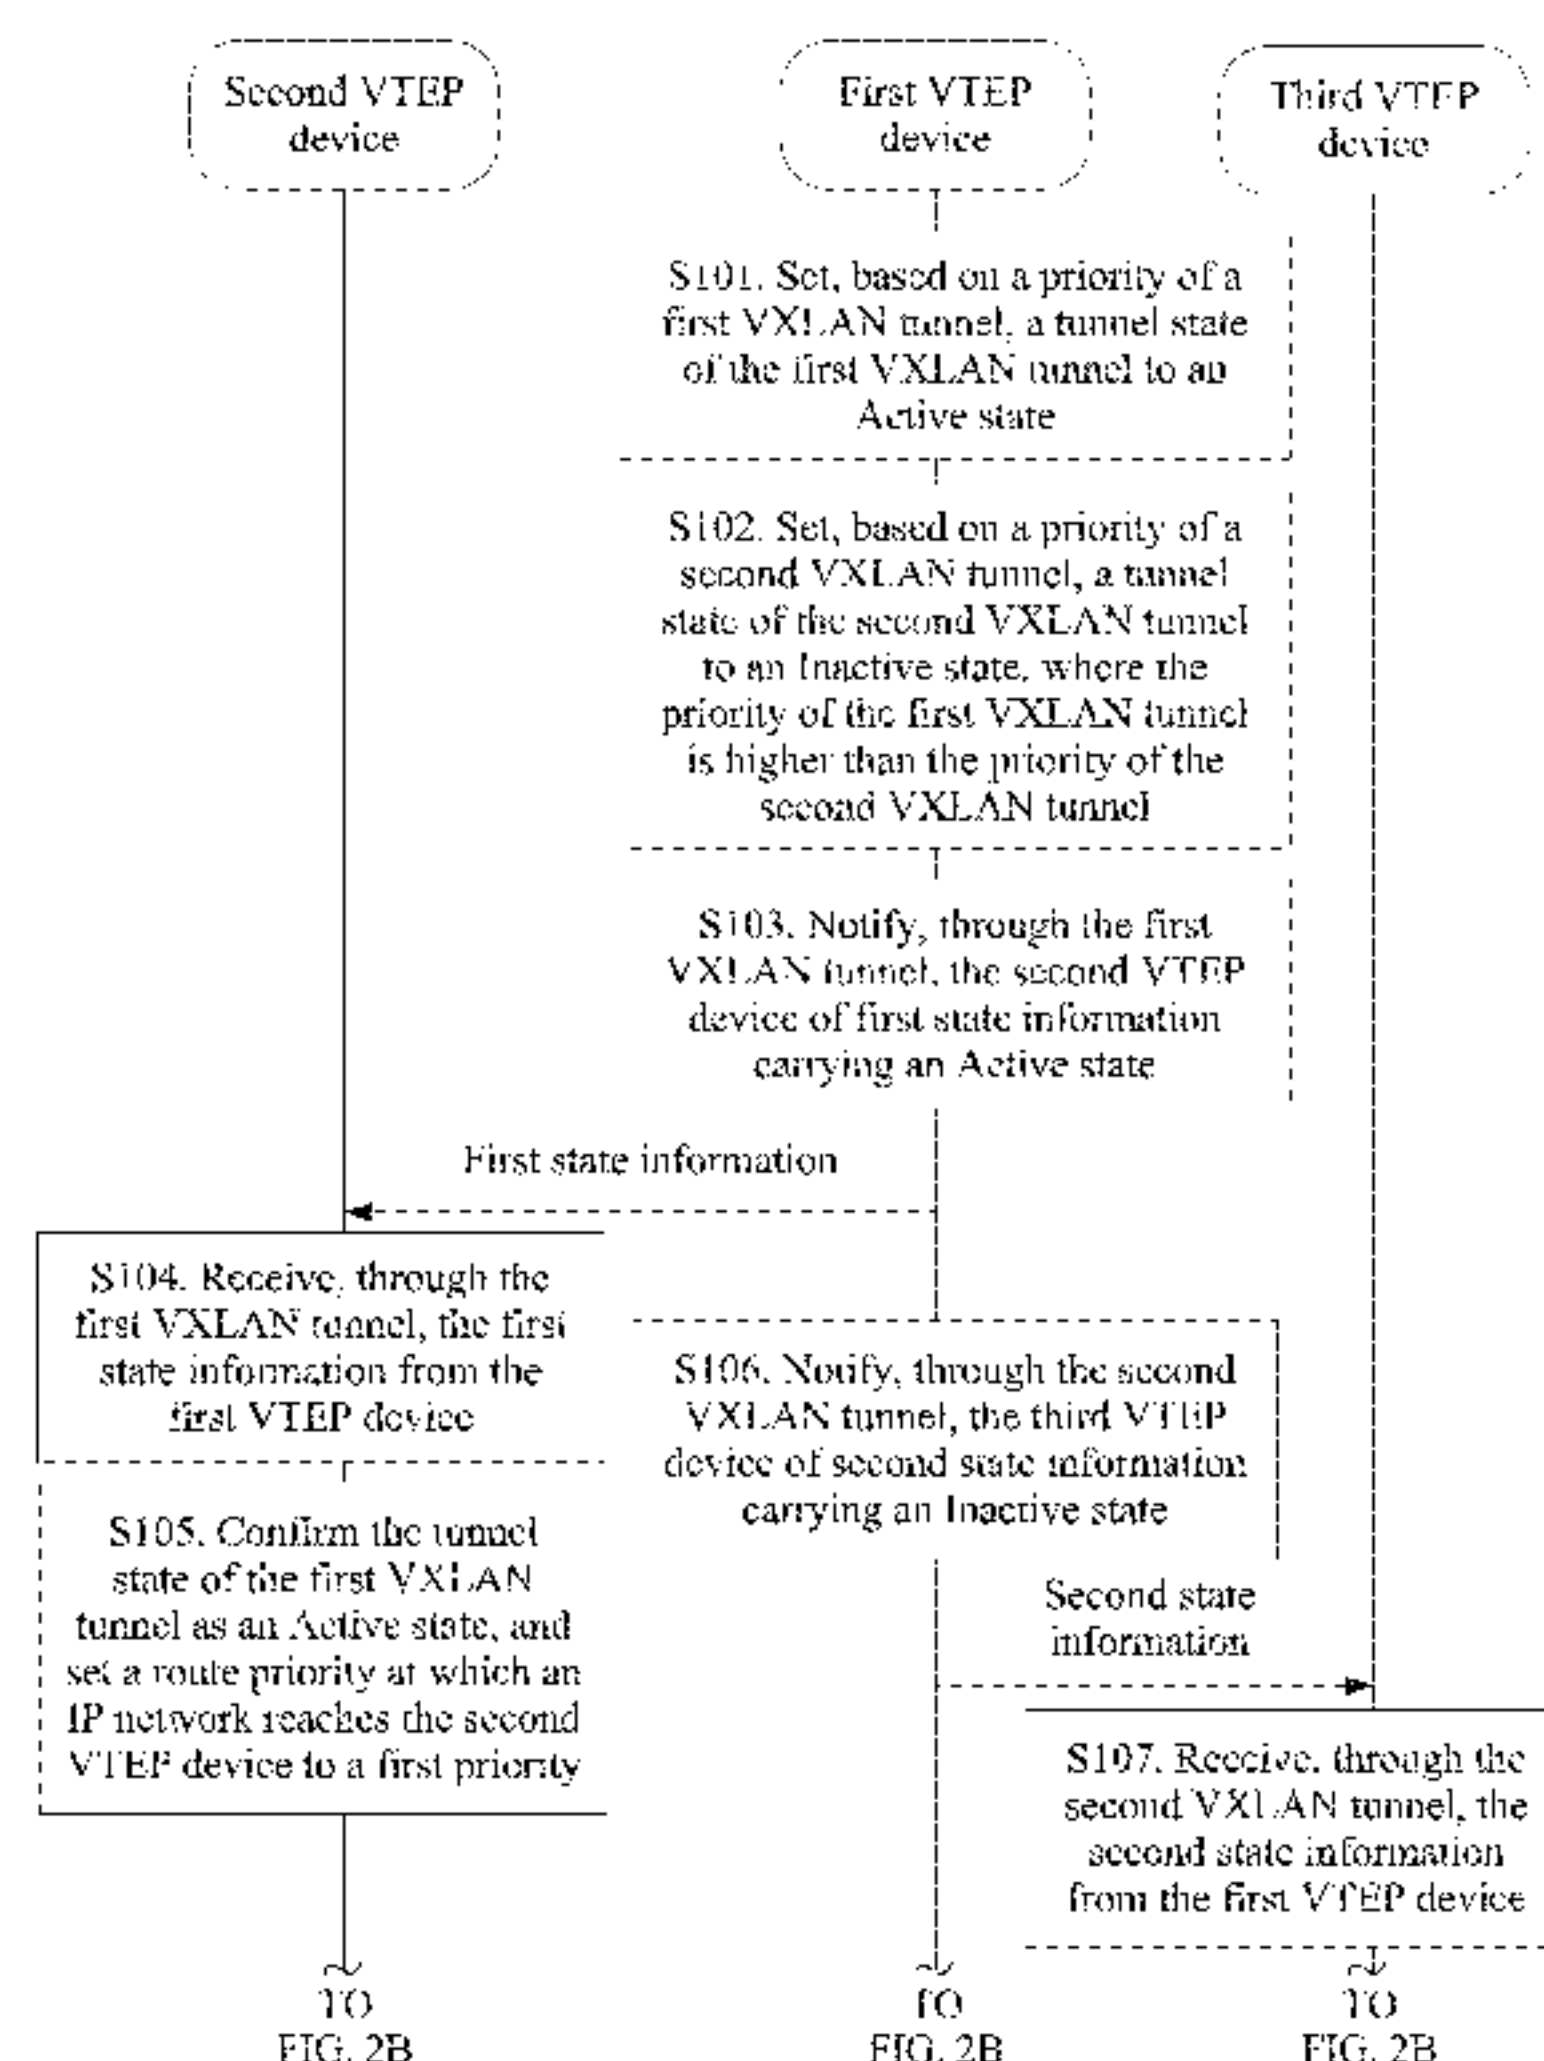 Second VTEP
device
First VTEP
device
Third VTEP
device
S101. Set, based on a priority of a
first VXLAN tunnel, a tunnel state
of the first VXLAN tunnel to an
Active state
S102. Set, based on a priority of a
second VXLAN tunnel, a tunnel
state of the second VXLAN tunnel
to an Inactive state, where the
priority of the first VXLAN tunnel
is higher than the priority of the
second VXLAN tunnel
S103. Notify, through the first
VXLAN tunnel, the second VTEP
device of first state information
carrying an Active state
First state information
S104. Receive, through the
first VXLAN tunnel, the first
state information from the
first VTEP device
S105. Confirm the tunnel
state of the first VXLAN
tunnel as an Active state, and
set a route priority at which an
IP network reaches the second
VTEP device to a first priority
S106. Notify, through the second
VXLAN tunnel, the third VTEP
device of second state information
carrying an Inactive state
Second state
information
S107. Receive, through the
second VXLAN tunnel, the
second state information
from the first VTEP device
TO
FIG. 2B
TO
FIG. 2B
TO
FIG. 2B